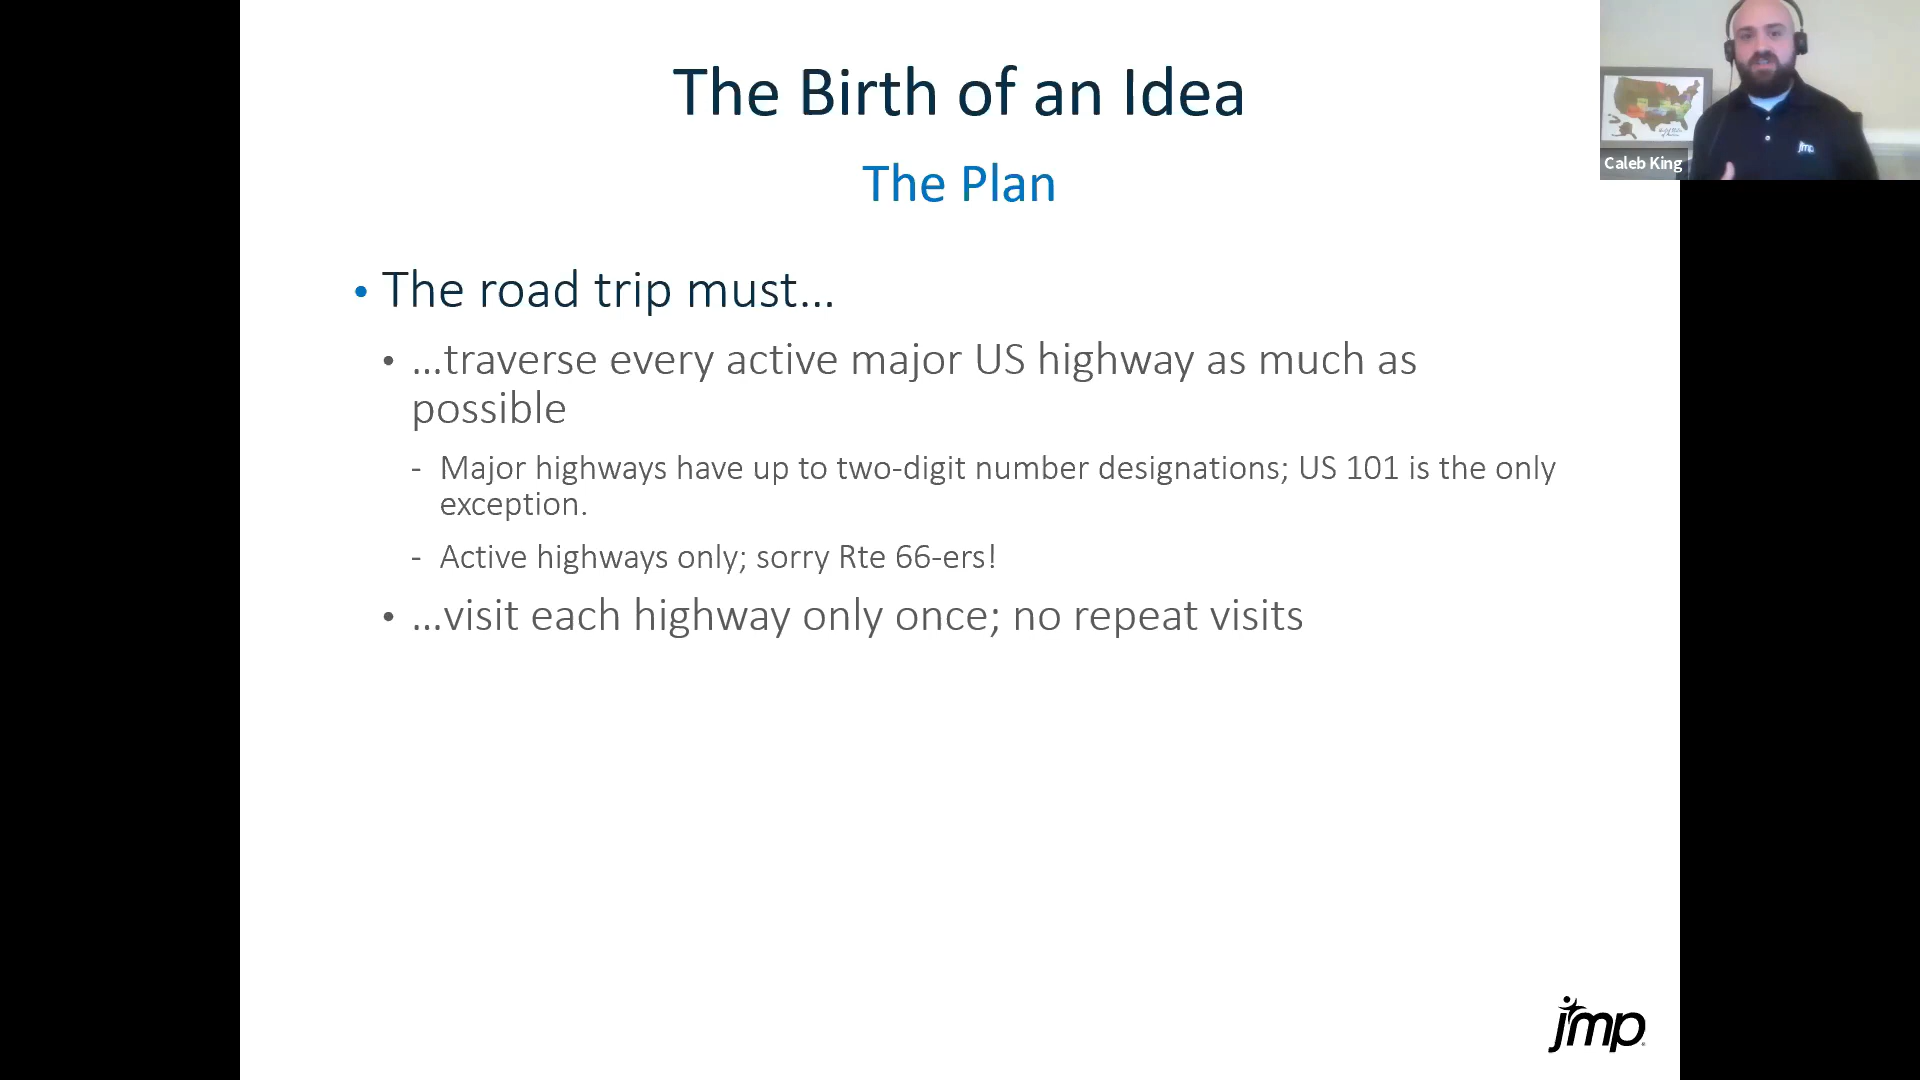 The Birth of an Idea
The Plan
• The road trip must…
• …traverse every active major US highway as much as
possible
- Major highways have up to two-digit number designations; US 101 is the only
exception.
- Active highways only; sorry Rte 66-ers!
• …visit each highway only once; no repeat visits
Caleb King
jmp
jmp